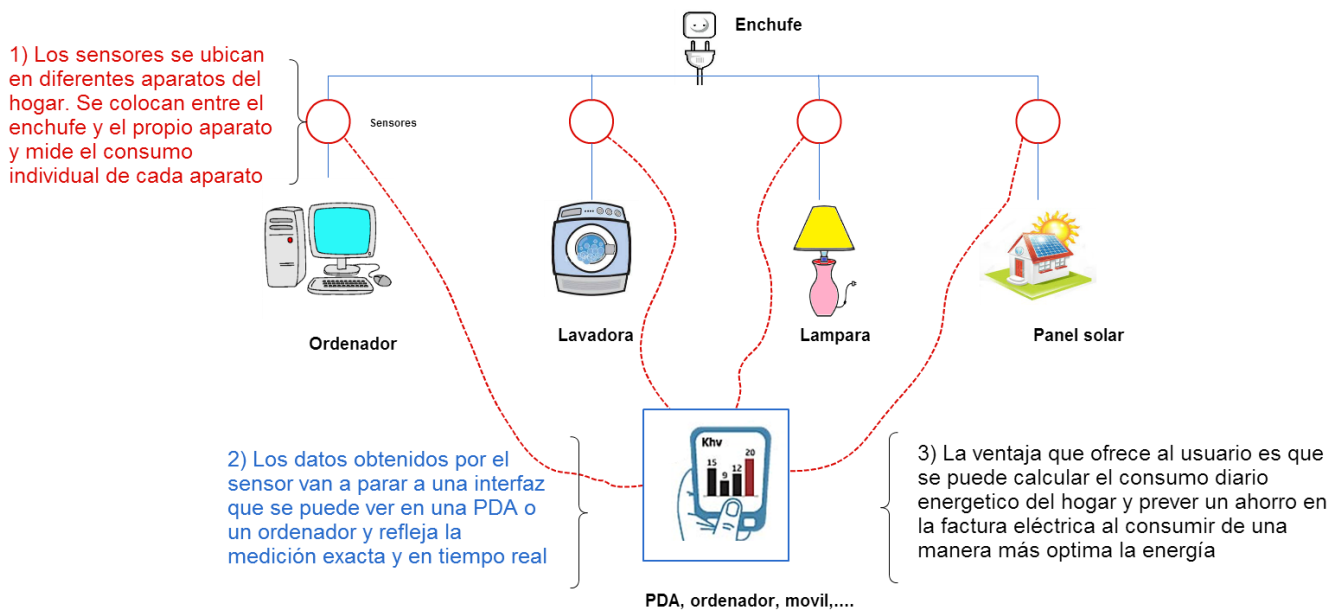 Enchufe
1) Los sensores se ubican
en diferentes aparatos del
hogar. Se colocan entre el
enchufe y el propio aparato
y mide el consumo
individual de cada aparato
Sensores
Ordenador
Lavadora
Lampara
Panel solar
2) Los datos obtenidos por el
sensor van a parar a una interfaz
que se puede ver en una PDA o
un ordenador y refleja la
medición exacta y en tiempo real
Khv
15
9
12
20
3) La ventaja que ofrece al usuario es que
se puede calcular el consumo diario
energetico del hogar y prever un ahorro en
la factura eléctrica al consumir de una
manera más optima la energía
PDA, ordenador, movil,....